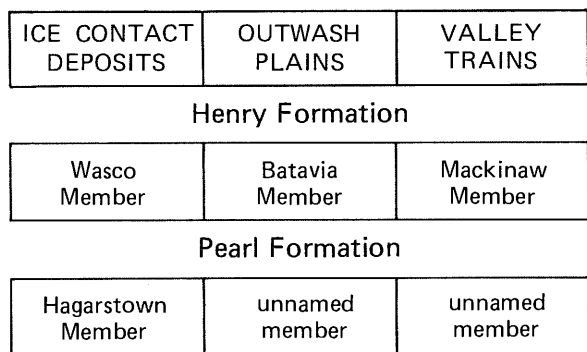 ICE CONTACT
DEPOSITS
OUTWASH
PLAINS
VALLEY
TRAINS
Henry Formation
Wasco
Member
Batavia
Member
Mackinaw
Member
Pearl Formation
Hagarstown
Member
unnamed
member
unnamed
member